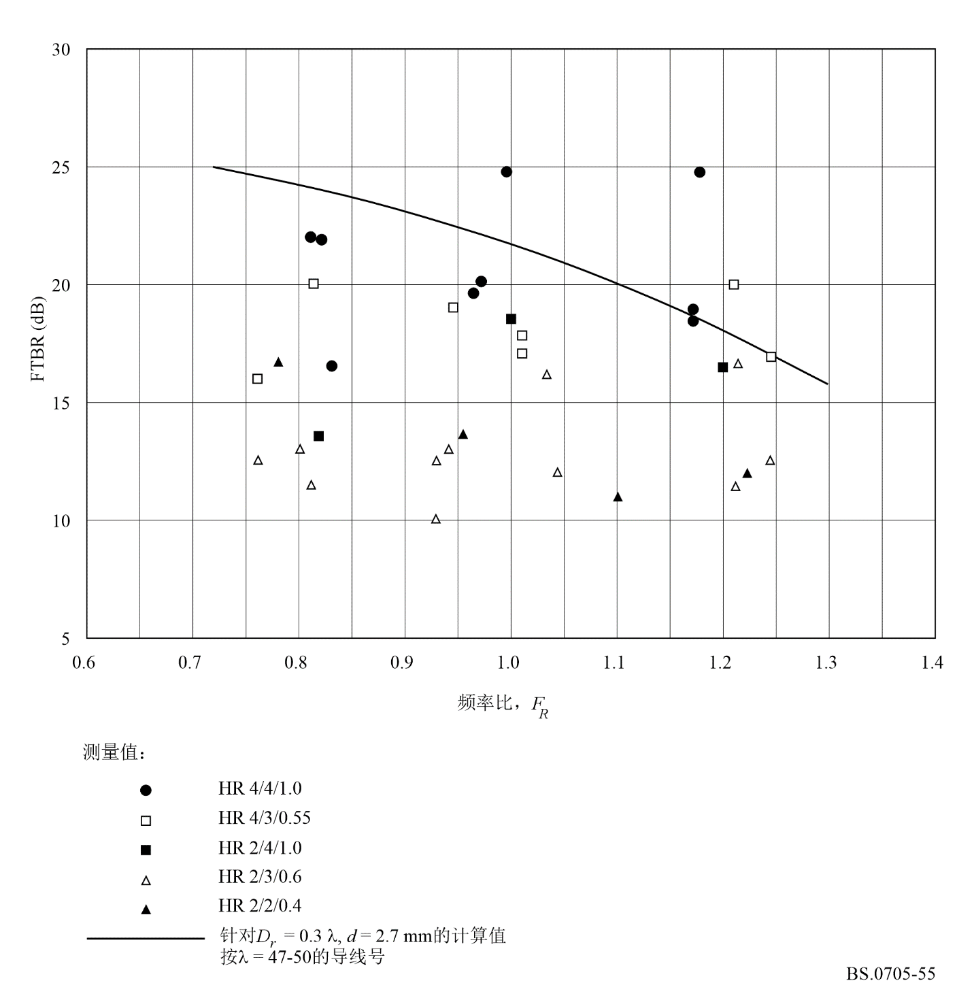 30
25
20
15
10
5
FTBR (dB)
0.6 0.7 0.8 0.9 1.0 1.1 1.2 1.3 1.4
频率比，F_R
测量值：
HR 4/4/1.0
HR 4/3/0.55
HR 2/4/1.0
HR 2/3/0.6
HR 2/2/0.4
针对D_r = 0.3 λ, d = 2.7 mm的计算值
按λ = 47-50的导线号
BS.0705-55